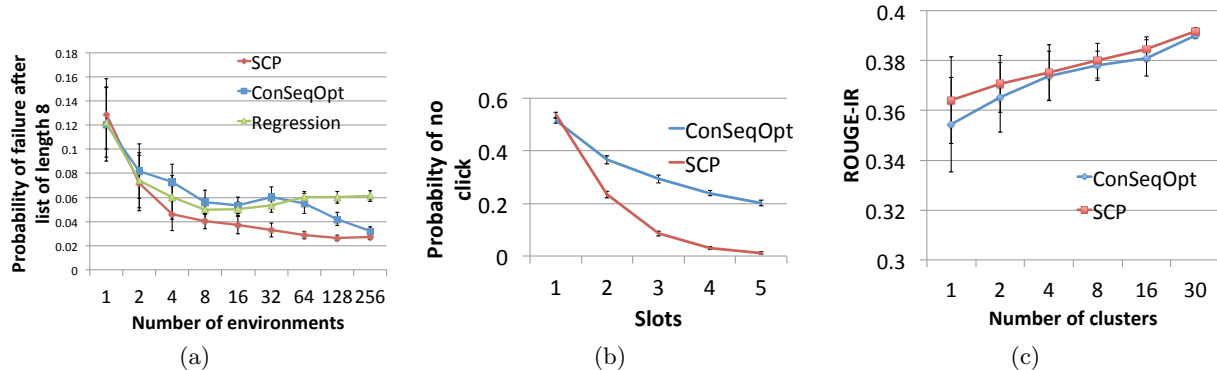 Probability of failure after
list of length 8
0.18
0.16
0.14
0.12
0.1
0.08
0.06
0.04
0.02
0
SCP
ConSeqOpt
Regression
1 2 4 8 16 32 64 128 256
Number of environments
(a)
Probabilty of no
click
0.6
0.4
0.2
0
ConSeqOpt
SCP
1 2 3 4 5
Slots
(b)
ROUGE-IR
0.4
0.38
0.36
0.34
0.32
0.3
ConSeqOpt
SCP
1 2 4 8 16 30
Number of clusters
(c)